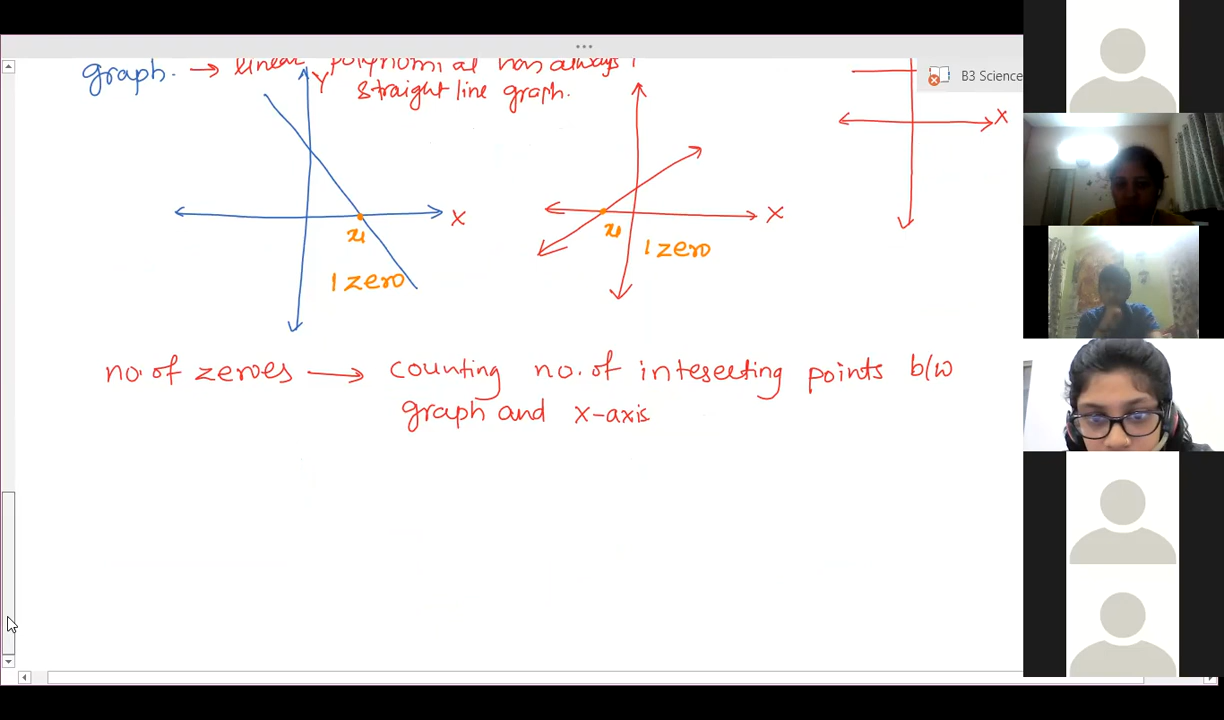 graph. → linear polynomial has always
straight line graph.
Y
X
x₁
1 zero
X
x₁
1 zero
X
B3 Science
no. of zeroes → counting no. of inteseeting points b/w
graph and x-axis